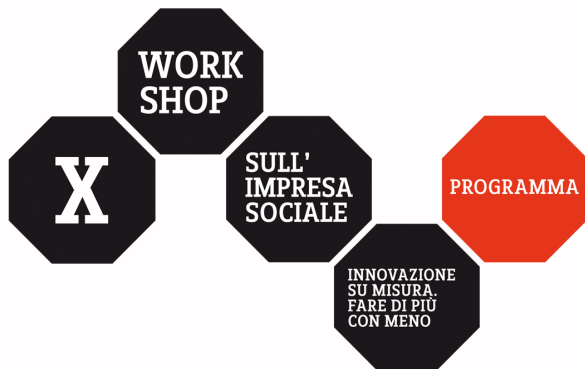 X
WORK
SHOP
SULL'
IMPRESA
SOCIALE
INNOVAZIONE
SU MISURA.
FARE DI PIÙ
CON MENO
PROGRAMMA